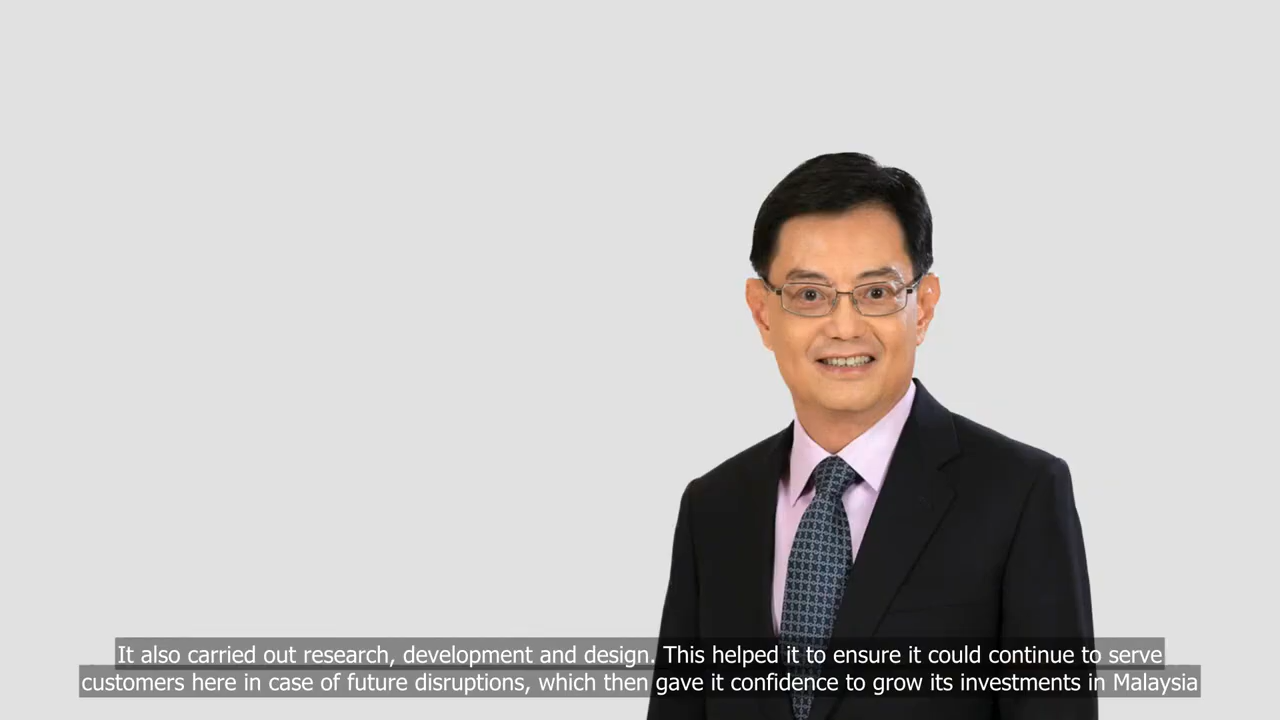 It also carried out research, development and design. This helped it to ensure it could continue to serve
customers here in case of future disruptions, which then gave it confidence to grow its investments in Malaysia